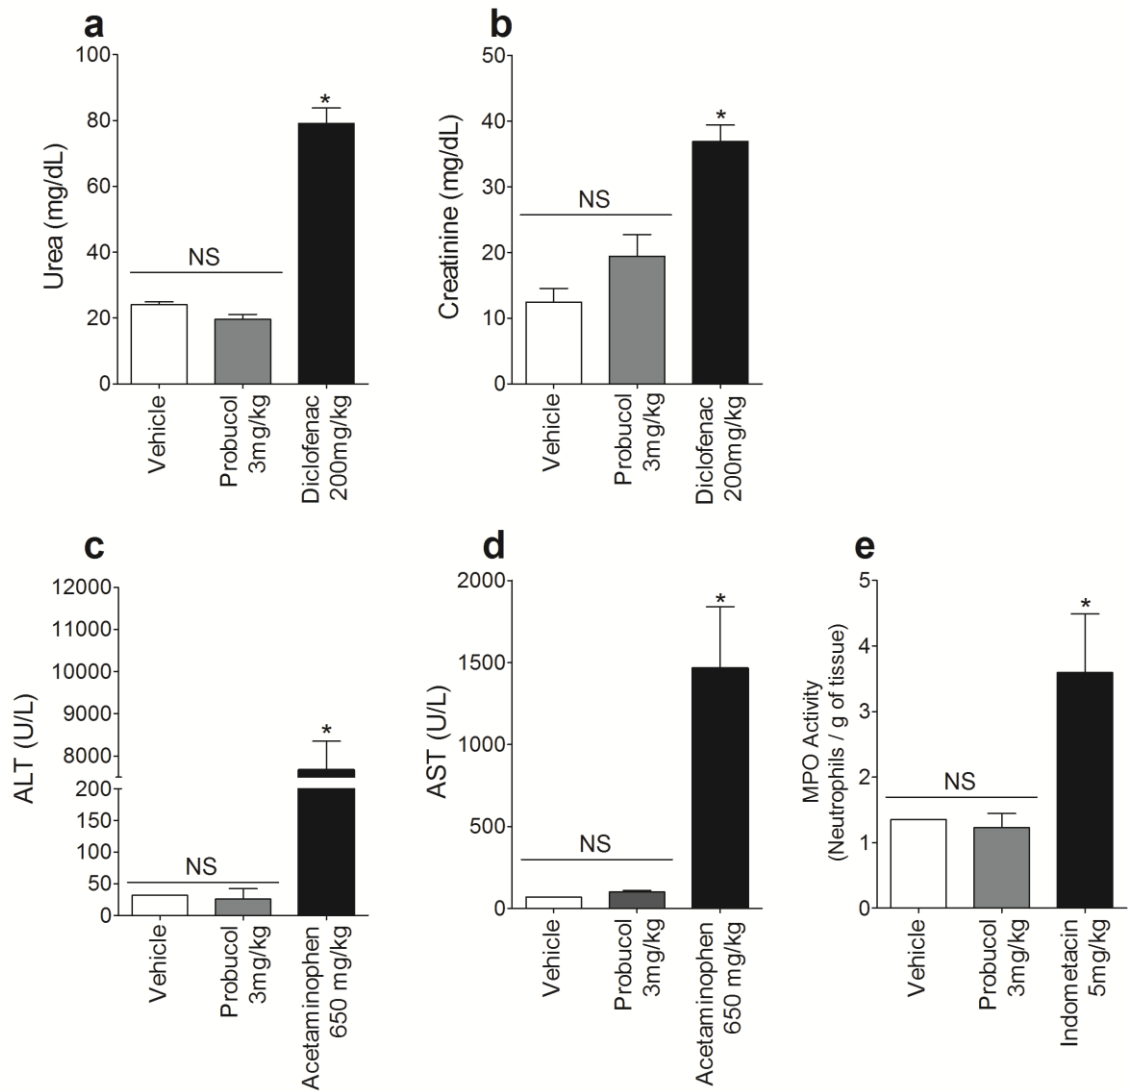 a
Urea (mg/dL)
100
80
60
40
20
0
NS
*
Vehicle
Probucol
3mg/kg
Diclofenac
200mg/kg
b
Creatinine (mg/dL)
50
40
30
20
10
0
NS
*
Vehicle
Probucol
3mg/kg
Diclofenac
200mg/kg
c
ALT (U/L)
12000
11000
10000
9000
8000
200
150
100
50
0
NS
*
Vehicle
Probucol
3mg/kg
Acetaminophen
650 mg/kg
d
AST (U/L)
2000
1500
1000
500
0
NS
*
Vehicle
Probucol
3mg/kg
Acetaminophen
650 mg/kg
e
MPO Activity
(Neutrophils / g of tissue)
5
4
3
2
1
0
NS
*
Vehicle
Probucol
3mg/kg
Indometacin
5mg/kg